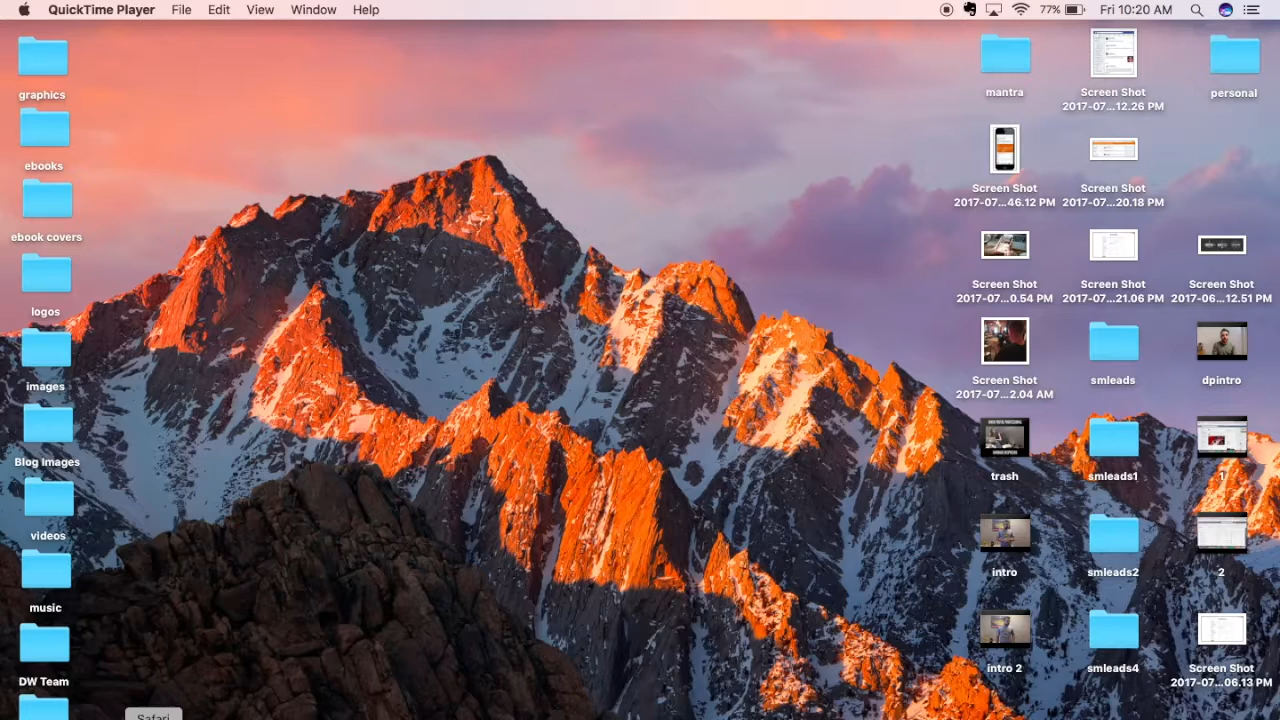 QuickTime Player File Edit View Window Help 77% Fri 10:20 AM
graphics
ebooks
ebook covers
logos
images
Blog Images
videos
music
DW Team
Safari
mantra
Screen Shot
2017-07...12.26 PM
personal
Screen Shot
2017-07...46.12 PM
Screen Shot
2017-07...20.18 PM
Screen Shot
2017-07...0.54 PM
Screen Shot
2017-07...21.06 PM
Screen Shot
2017-06...12.51 PM
Screen Shot
2017-07...2.04 AM
smleads
dpintro
trash
smleads1
1
intro
smleads2
2
intro 2
smleads4
Screen Shot
2017-07...06.13 PM